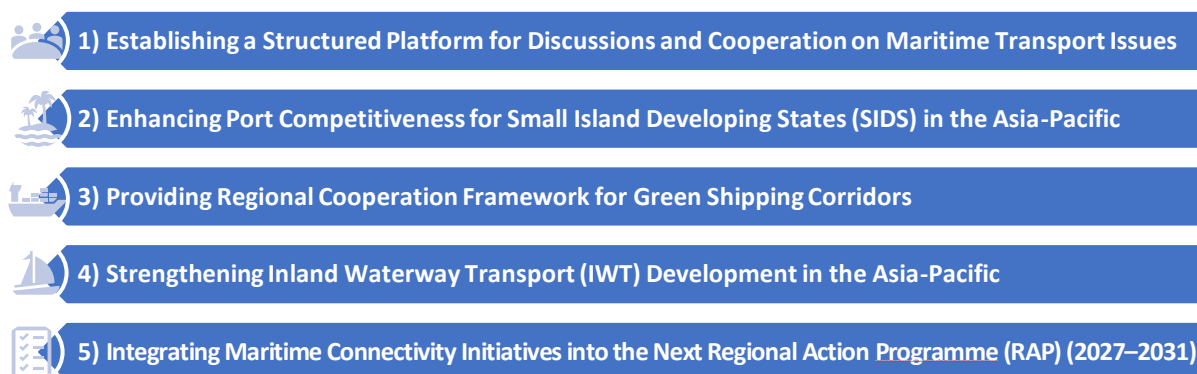 1) Establishing a Structured Platform for Discussions and Cooperation on Maritime Transport Issues
2) Enhancing Port Competitiveness for Small Island Developing States (SIDS) in the Asia-Pacific
3) Providing Regional Cooperation Framework for Green Shipping Corridors
4) Strengthening Inland Waterway Transport (IWT) Development in the Asia-Pacific
5) Integrating Maritime Connectivity Initiatives into the Next Regional Action Programme (RAP) (2027–2031)